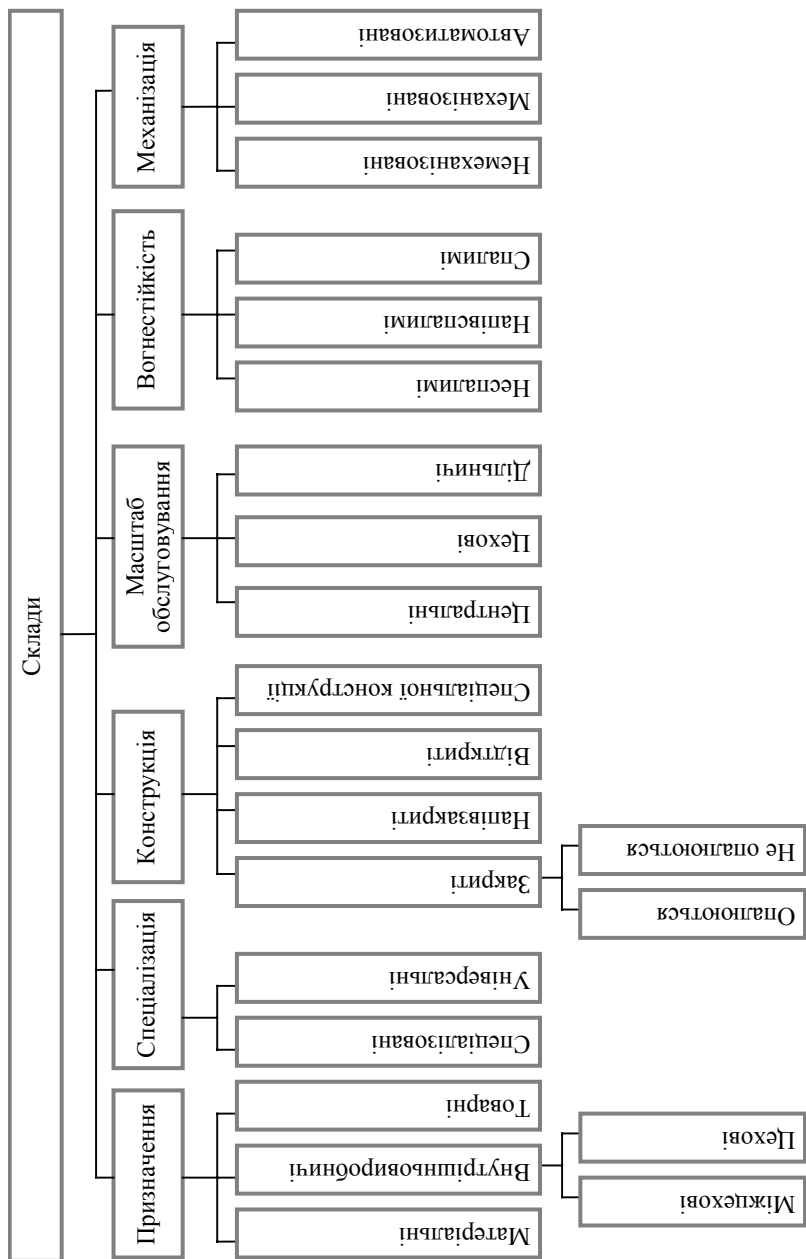 Склади
Призначення
Спеціалізація
Конструкція
Масштаб
обслуговування
Вогнестійкість
Механізація
Матеріальні
Внутрішньовиробничі
Товарні
Міжцехові
Цехові
Спеціалізовані
Універсальні
Закриті
Напівзакриті
Відткриті
Спеціальної конструкції
Опалюються
Не опалюються
Центральні
Цехові
Дільничі
Неспалимі
Напівспалимі
Спалимі
Немеханізовані
Механізовані
Автоматизовані